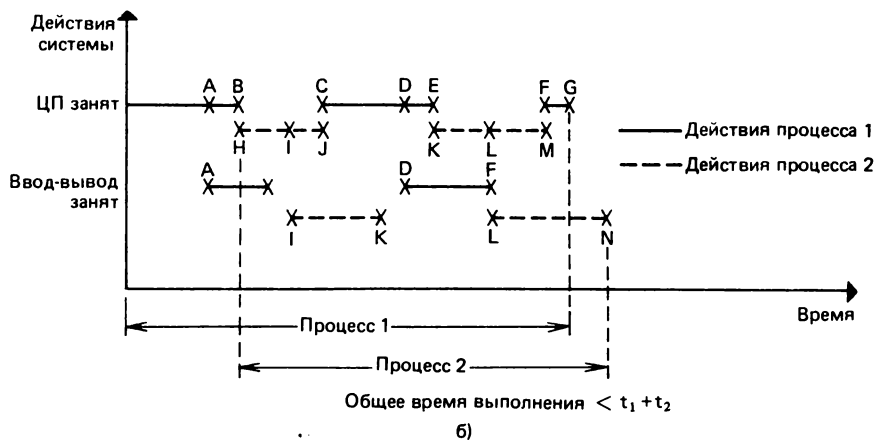 Действия
системы
A B C D E F G
ЦП занят
H I J K L M
Действия процесса 1
Действия процесса 2
A D F
Ввод-вывод
занят
I K L N
Время
Процесс 1
Процесс 2
Общее время выполнения < t₁ + t₂
б)